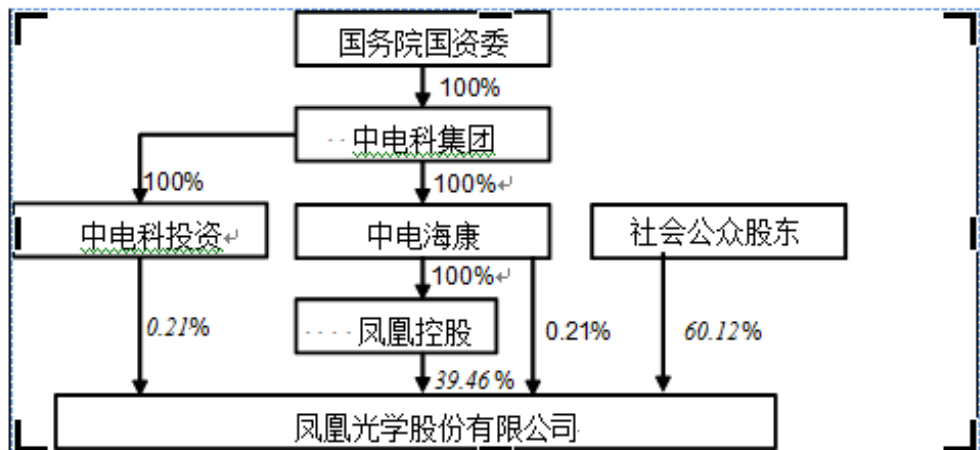 国务院国资委
100%
中电科集团
100%
100%
中电科投资
中电海康
社会公众股东
100%
0.21%
凤凰控股
0.21%
60.12%
39.46%
凤凰光学股份有限公司